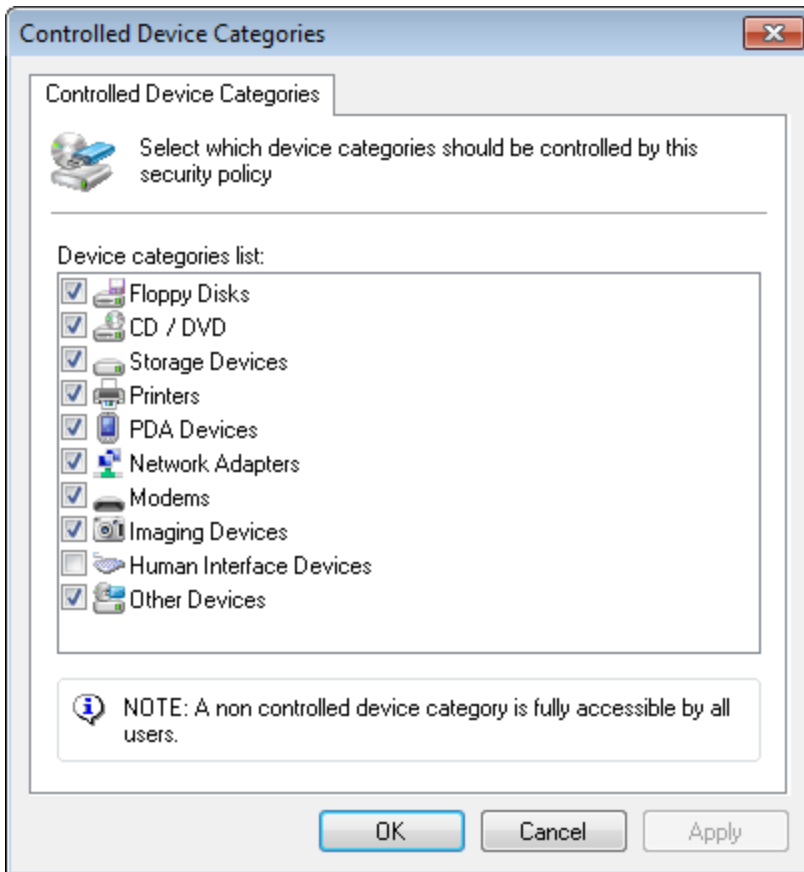 Controlled Device Categories
Controlled Device Categories
Select which device categories should be controlled by this
security policy
Device categories list:
Floppy Disks
CD / DVD
Storage Devices
Printers
PDA Devices
Network Adapters
Modems
Imaging Devices
Human Interface Devices
Other Devices
NOTE: A non controlled device category is fully accessible by all
users.
OK Cancel Apply